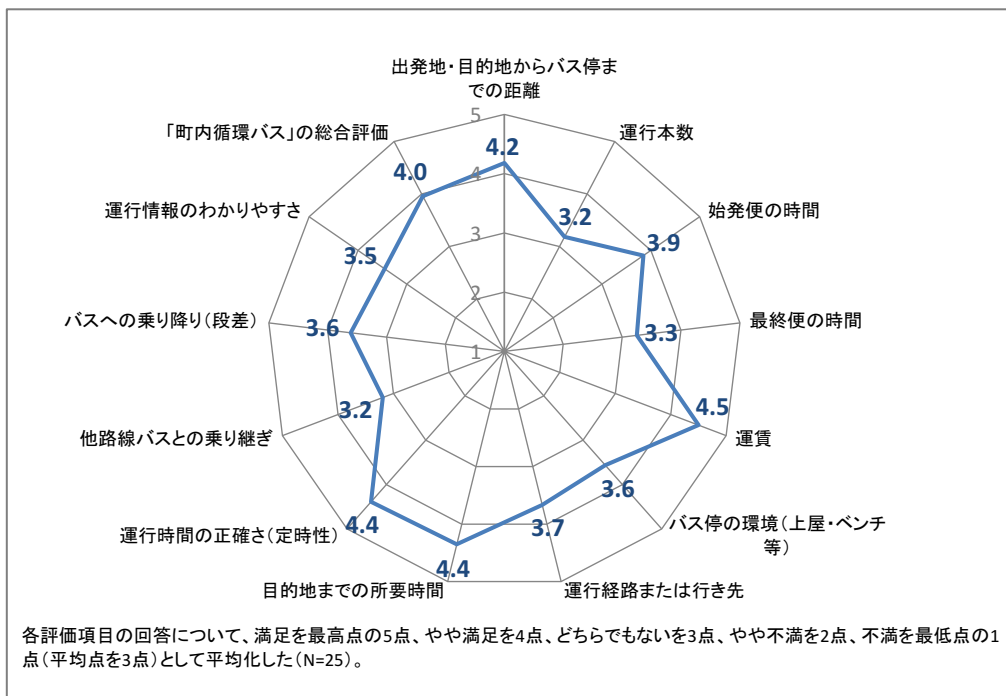 出発地・目的地からバス停ま
での距離
「町内循環バス」の総合評価
運行本数
運行情報のわかりやすさ
始発便の時間
バスへの乗り降り(段差)
最終便の時間
他路線バスとの乗り継ぎ
運賃
運行時間の正確さ(定時性)
バス停の環境(上屋・ベンチ
等)
目的地までの所要時間
運行経路または行き先
5
4
3
2
1
4.2
3.2
3.9
3.3
4.5
3.6
3.7
4.4
4.4
3.2
3.6
3.5
4.0
各評価項目の回答について、満足を最高点の5点、やや満足を4点、どちらでもないを3点、やや不満を2点、不満を最低点の1
点(平均点を3点)として平均化した(N=25)。